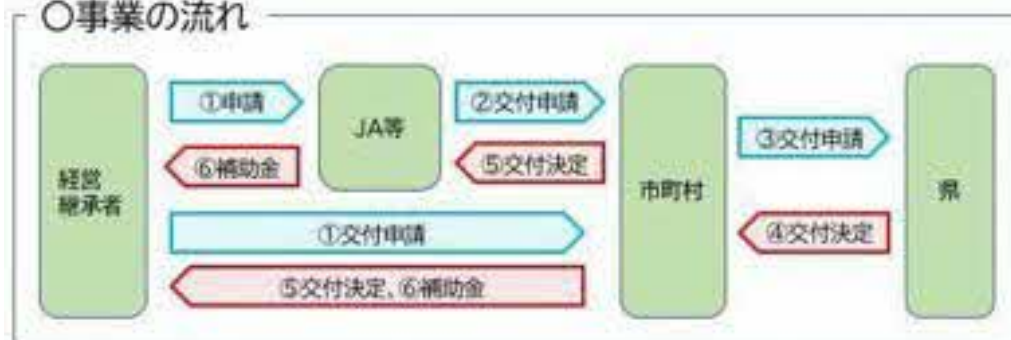 〇事業の流れ
経営
継承者
①申請
⑥補助金
JA等
②交付申請
⑤交付決定
①交付申請
⑤交付決定、⑥補助金
市町村
③交付申請
④交付決定
県